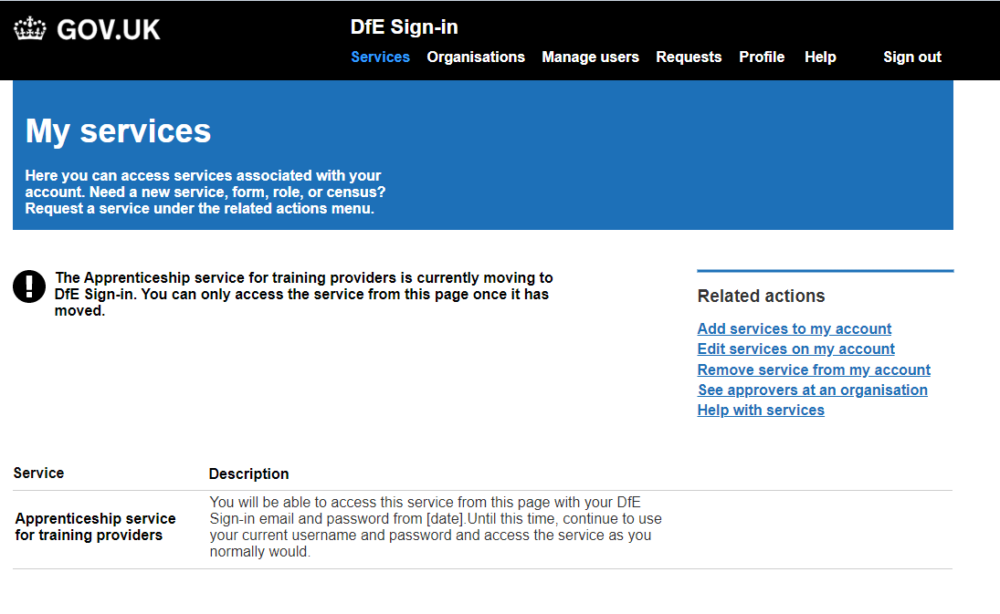 GOV.UK
DfE Sign-in
Services Organisations Manage users Requests Profile Help Sign out
My services
Here you can access services associated with your
account. Need a new service, form, role, or census?
Request a service under the related actions menu.
The Apprenticeship service for training providers is currently moving to
DfE Sign-in. You can only access the service from this page once it has
moved.
Related actions
Add services to my account
Edit services on my account
Remove service from my account
See approvers at an organisation
Help with services
Service Description
Apprenticeship service
for training providers
You will be able to access this service from this page with your DfE
Sign-in email and password from [date].Until this time, continue to use
your current username and password and access the service as you
normally would.